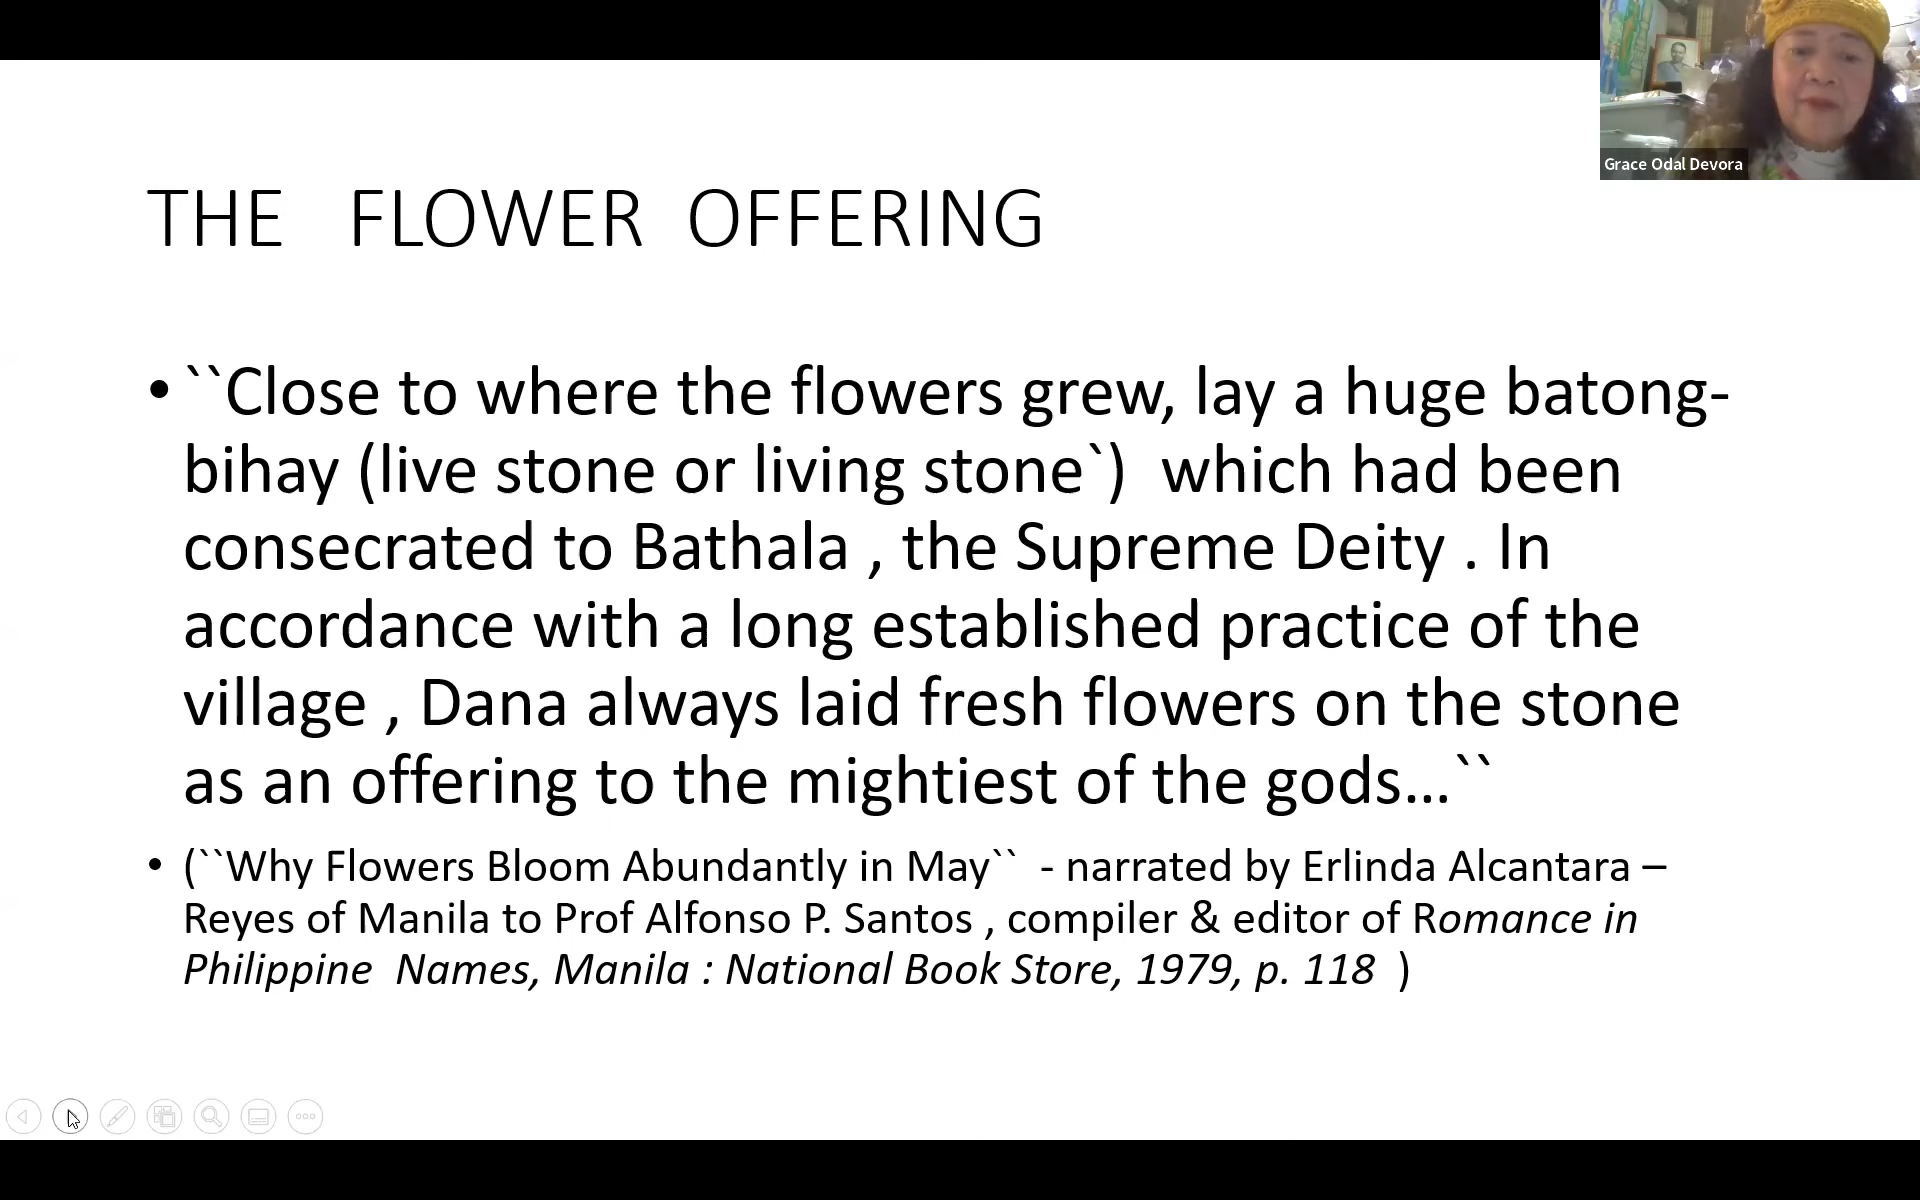 Grace Odal Devora
THE FLOWER OFFERING
• ``Close to where the flowers grew, lay a huge batong-
bihay (live stone or living stone`) which had been
consecrated to Bathala , the Supreme Deity . In
accordance with a long established practice of the
village , Dana always laid fresh flowers on the stone
as an offering to the mightiest of the gods...``
• (``Why Flowers Bloom Abundantly in May`` - narrated by Erlinda Alcantara –
Reyes of Manila to Prof Alfonso P. Santos , compiler & editor of Romance in
Philippine Names, Manila : National Book Store, 1979, p. 118 )